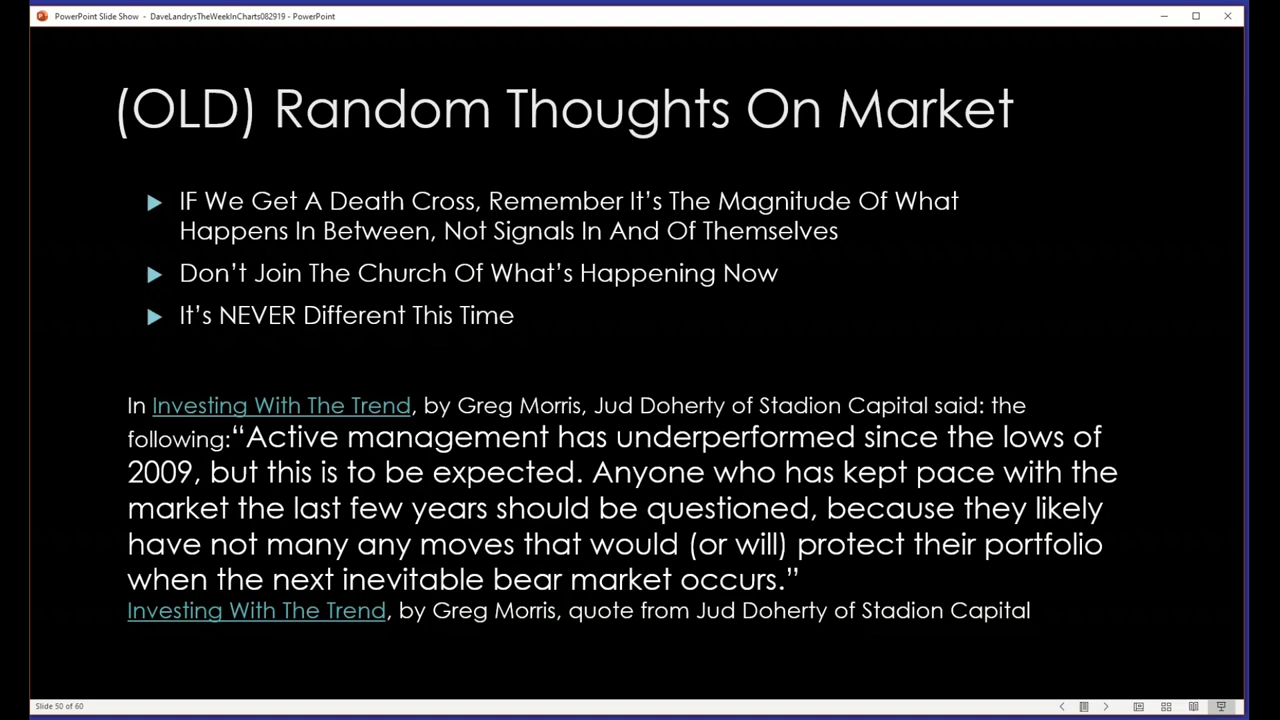 PowerPoint Slide Show - DaveLandrysTheWeekInCharts082919 - PowerPoint
(OLD) Random Thoughts On Market
IF We Get A Death Cross, Remember It's The Magnitude Of What
Happens In Between, Not Signals In And Of Themselves
Don't Join The Church Of What's Happening Now
It's NEVER Different This Time
In Investing With The Trend, by Greg Morris, Jud Doherty of Stadion Capital said: the
following:“Active management has underperformed since the lows of
2009, but this is to be expected. Anyone who has kept pace with the
market the last few years should be questioned, because they likely
have not many any moves that would (or will) protect their portfolio
when the next inevitable bear market occurs.”
Investing With The Trend, by Greg Morris, quote from Jud Doherty of Stadion Capital
Slide 50 of 60